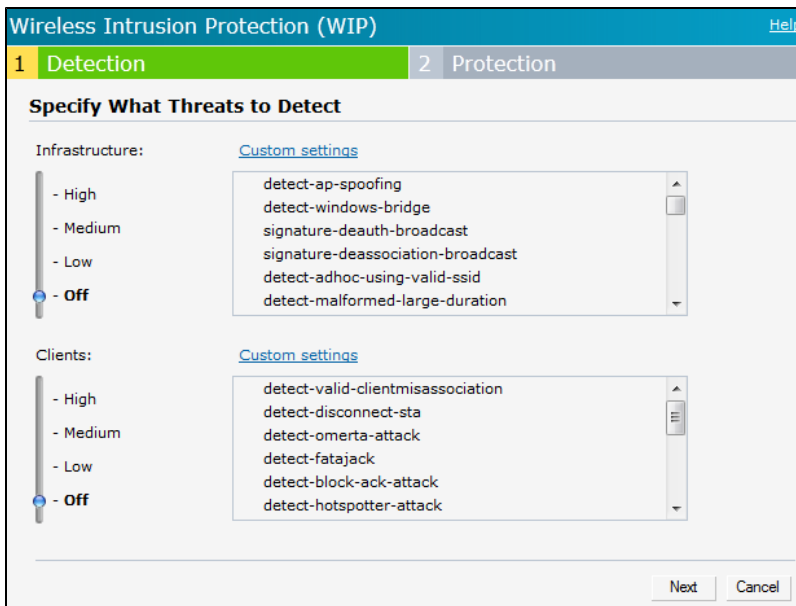 Wireless Intrusion Protection (WIP) Help
1 Detection 2 Protection
Specify What Threats to Detect
Infrastructure: Custom settings
- High
- Medium
- Low
- Off
detect-ap-spoofing
detect-windows-bridge
signature-deauth-broadcast
signature-deassociation-broadcast
detect-adhoc-using-valid-ssid
detect-malformed-large-duration
Clients: Custom settings
- High
- Medium
- Low
- Off
detect-valid-clientmisassociation
detect-disconnect-sta
detect-omerta-attack
detect-fatajack
detect-block-ack-attack
detect-hotspotter-attack
Next Cancel